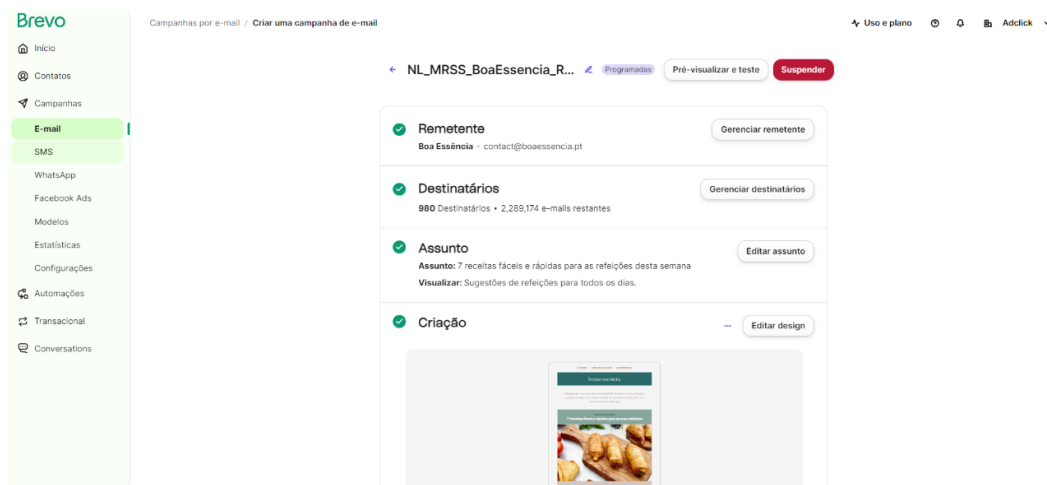 Brevo
Campanhas por e-mail / Criar uma campanha de e-mail
Uso e plano
Adclick
Início
Contatos
Campanhas
E-mail
SMS
WhatsApp
Facebook Ads
Modelos
Estatísticas
Configurações
Automações
Transacional
Conversations
NL_MRSS_BoaEssencia_R... Programadas Pré-visualizar e teste Suspender
Remetente
Gerenciar remetente
Boa Essência · contact@boaessencia.pt
Destinatários
Gerenciar destinatários
980 Destinatários • 2,289,174 e-mails restantes
Assunto
Editar assunto
Assunto: 7 receitas fáceis e rápidas para as refeições desta semana
Visualizar: Sugestões de refeições para todos os dias.
Criação
... Editar design